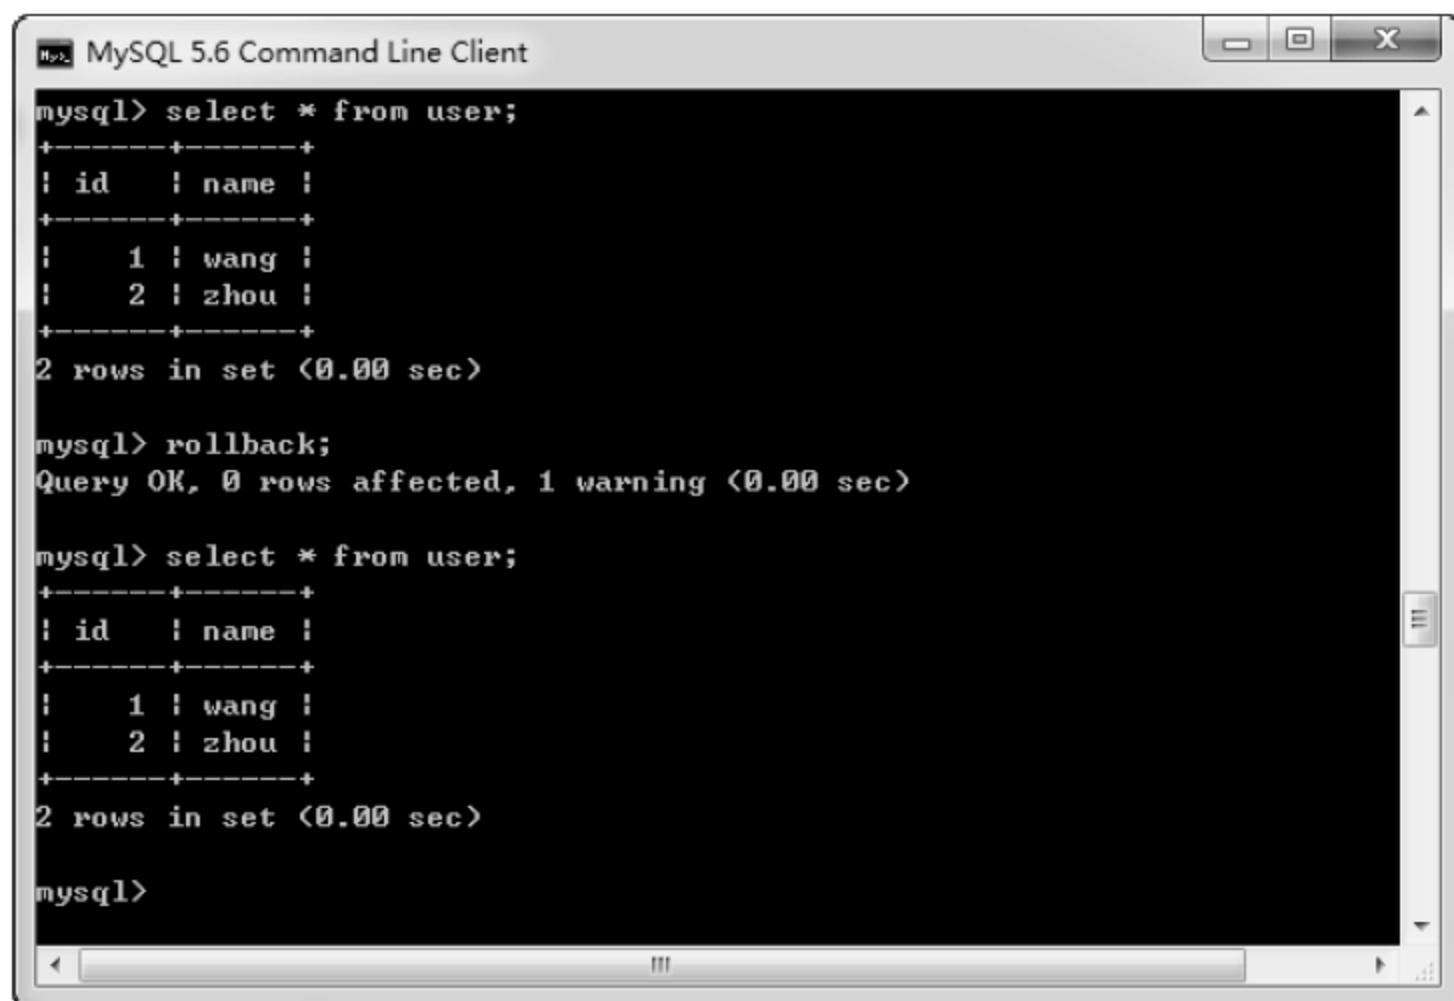 MySQL 5.6 Command Line Client
mysql> select * from user;
+------+------+
| id   | name |
+------+------+
|    1 | wang |
|    2 | zhou |
+------+------+
2 rows in set (0.00 sec)
mysql> rollback;
Query OK, 0 rows affected, 1 warning (0.00 sec)
mysql> select * from user;
+------+------+
| id   | name |
+------+------+
|    1 | wang |
|    2 | zhou |
+------+------+
2 rows in set (0.00 sec)
mysql>